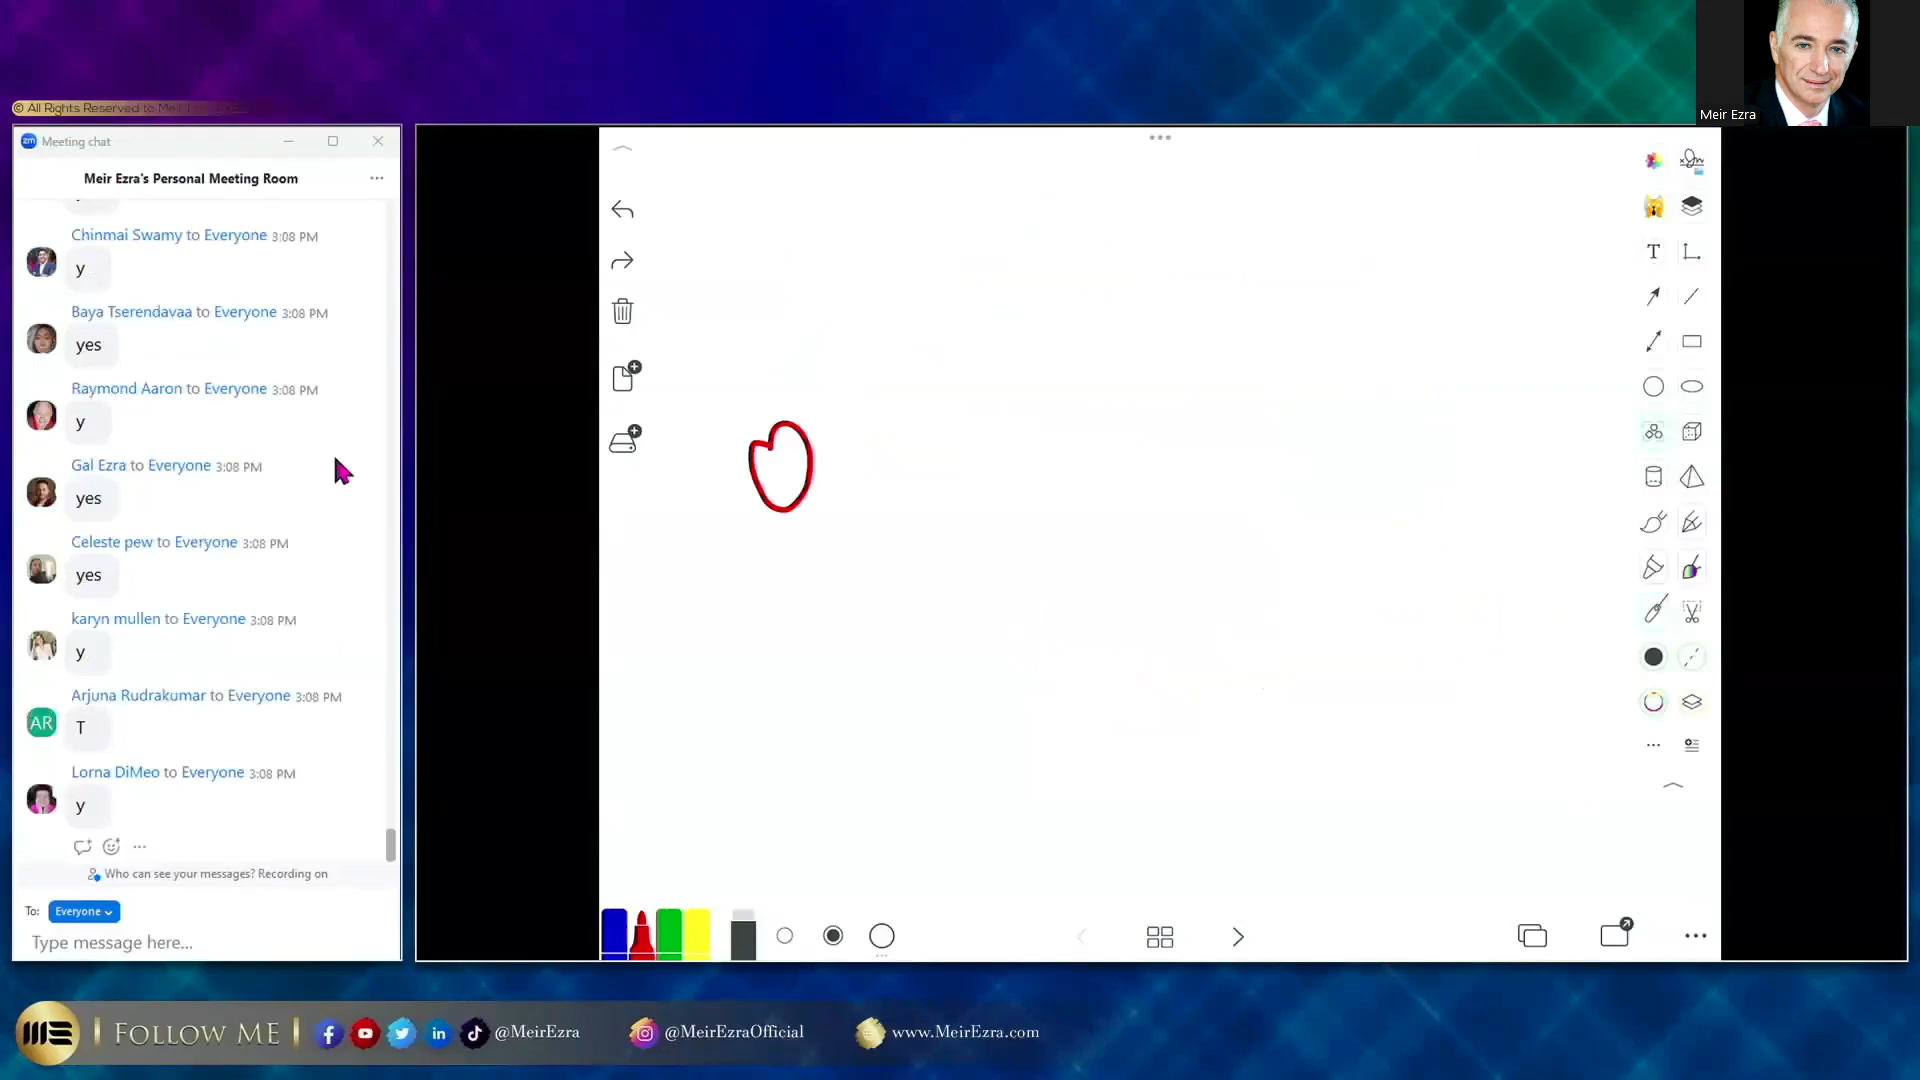 Meir Ezra
© All Rights Reserved to
zm Meeting chat
Meir Ezra's Personal Meeting Room
Chinmai Swamy to Everyone 3:08 PM
y
Baya Tserendavaa to Everyone 3:08 PM
yes
Raymond Aaron to Everyone 3:08 PM
y
Gal Ezra to Everyone 3:08 PM
yes
Celeste pew to Everyone 3:08 PM
yes
karyn mullen to Everyone 3:08 PM
y
Arjuna Rudrakumar to Everyone 3:08 PM
AR T
Lorna DiMeo to Everyone 3:08 PM
y
Who can see your messages? Recording on
To: Everyone
Type message here...
T
ME FOLLOW ME @MeirEzra @MeirEzraOfficial www.MeirEzra.com